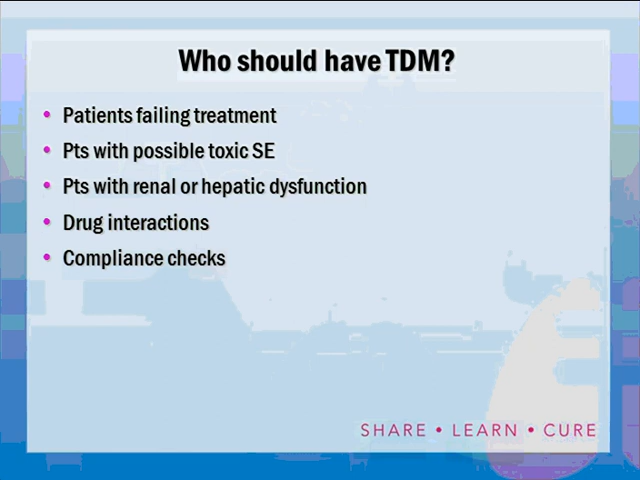 Who should have TDM?
• Patients failing treatment
• Pts with possible toxic SE
• Pts with renal or hepatic dysfunction
• Drug interactions
• Compliance checks
SHARE • LEARN • CURE